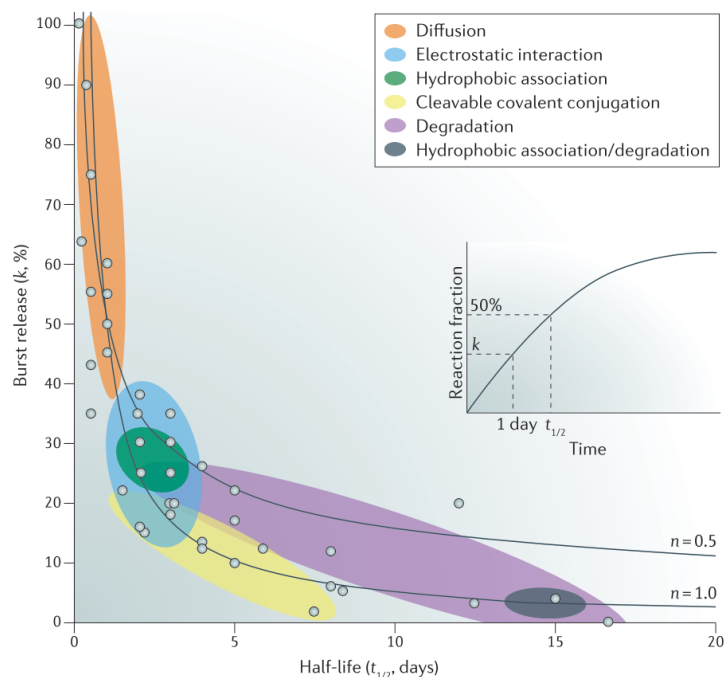 Diffusion
Electrostatic interaction
Hydrophobic association
Cleavable covalent conjugation
Degradation
Hydrophobic association/degradation
Burst release (k, %)
100
90
80
70
60
50
40
30
20
10
0
0
5
10
15
20
Half-life (t1/2, days)
n = 0.5
n = 1.0
Reaction fraction
50%
k
1 day t1/2
Time